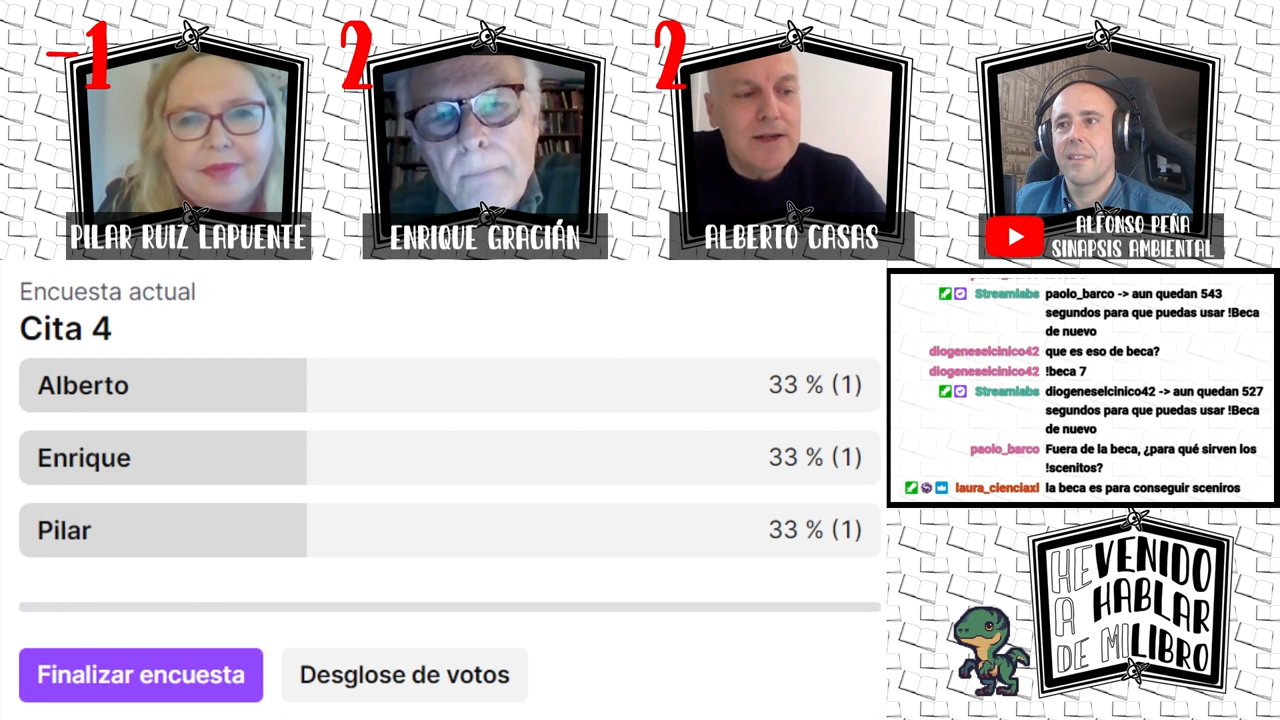 -1
2
2
PILAR RUIZ LAPUENTE
ENRIQUE GRACIÁN
ALBERTO CASAS
ALFONSO PEÑA
SINAPSIS AMBIENTAL
Encuesta actual
Cita 4
Alberto 33 % (1)
Enrique 33 % (1)
Pilar 33 % (1)
Finalizar encuesta
Desglose de votos
Streamlabs paolo_barco -> aun quedan 543
segundos para que puedas usar !Beca
de nuevo
diogeneselcinico42 que es eso de beca?
diogeneselcinico42 !beca 7
Streamlabs diogeneselcinico42 -> aun quedan 527
segundos para que puedas usar !Beca
de nuevo
paolo_barco Fuera de la beca, ¿para qué sirven los
!scenitos?
laura_cienciaxl la beca es para conseguir sceniros
HE VENIDO
A HABLAR
DE MI LIBRO